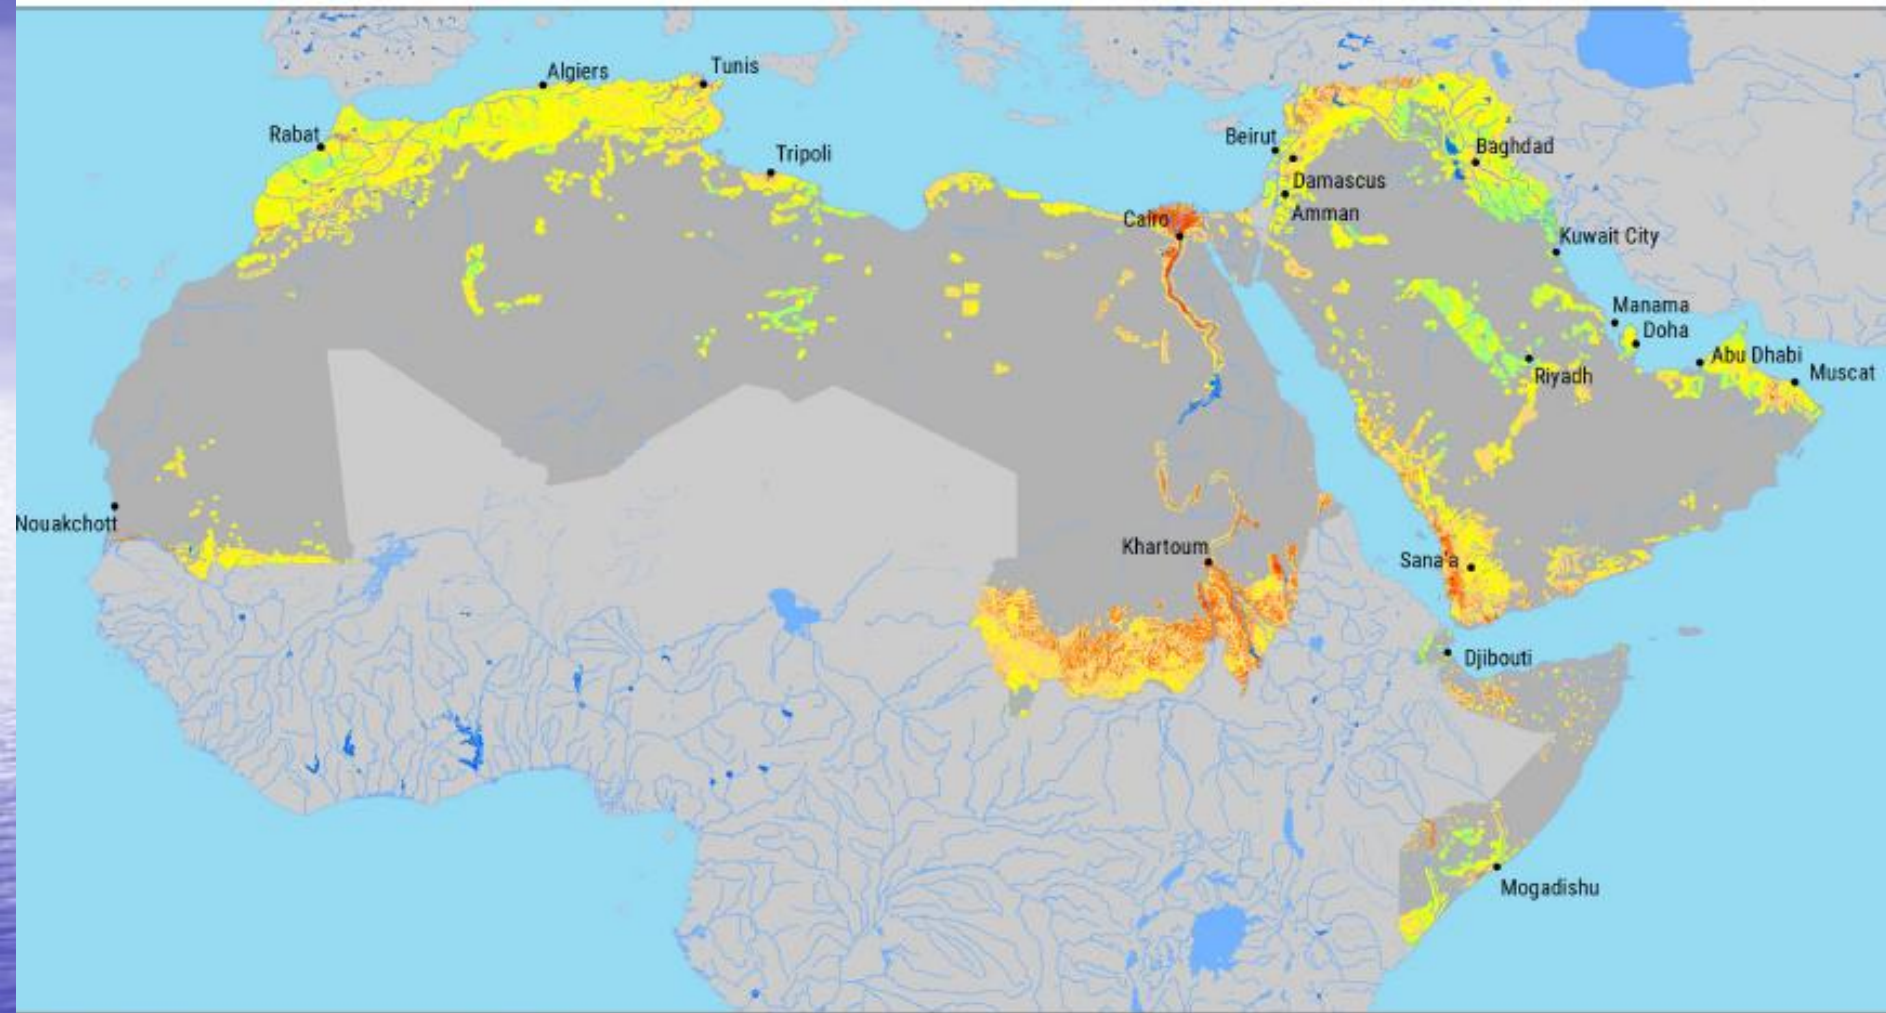 Algiers
Tunis
Rabat
Tripoli
Beirut
Baghdad
Damascus
Amman
Cairo
Kuwait City
Manama
Doha
Abu Dhabi
Muscat
Riyadh
Nouakchott
Khartoum
Sana'a
Djibouti
Mogadishu